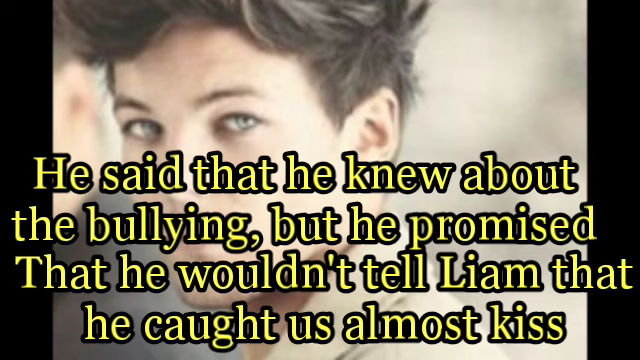 He said that he knew about
the bullying, but he promised
That he wouldn't tell Liam that
he caught us almost kiss